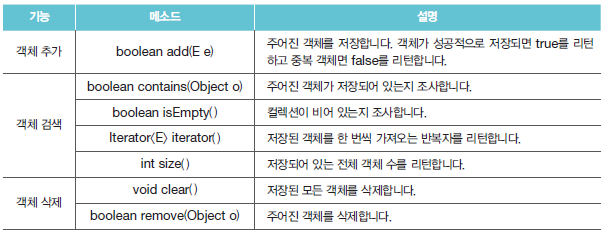 기능 메소드 설명
객체 추가 boolean add(E e) 주어진 객체를 저장합니다. 객체가 성공적으로 저장되면 true를 리턴
하고 중복 객체면 false를 리턴합니다.
객체 검색 boolean contains(Object o) 주어진 객체가 저장되어 있는지 조사합니다.
boolean isEmpty() 컬렉션이 비어 있는지 조사합니다.
Iterator〈E〉 iterator() 저장된 객체를 한 번씩 가져오는 반복자를 리턴합니다.
int size() 저장되어 있는 전체 객체 수를 리턴합니다.
객체 삭제 void clear() 저장된 모든 객체를 삭제합니다.
boolean remove(Object o) 주어진 객체를 삭제합니다.